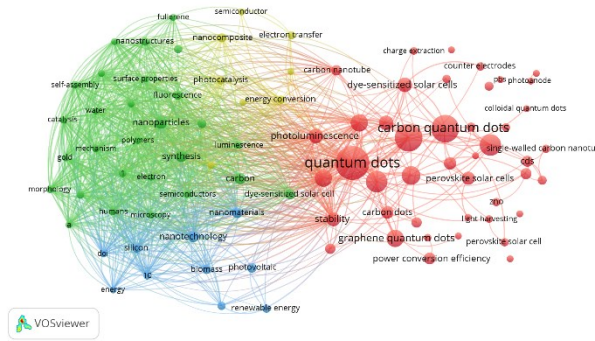 semiconductor
fullerene
nanostructures
nanocomposite
electron transfer
charge extraction
counter electrodes
carbon nanotube
surface properties
photocatalysis
dye-sensitized solar cells
pbs
photoanode
self-assembly
fluorescence
energy conversion
colloidal quantum dots
water
catalysis
nanoparticles
photoluminescence
carbon quantum dots
polymers
mechanism
luminescence
single-walled carbon nanotu
gold
synthesis
quantum dots
cds
electron
carbon
perovskite solar cells
morphology
semiconductors
dye-sensitized solar cell
zno
humans
microscopy
nanomaterials
stability
carbon dots
light harvesting
a
nanotechnology
graphene quantum dots
perovskite solar cell
silicon
power conversion efficiency
biomass
photovoltaic
energy
renewable energy
VOSviewer